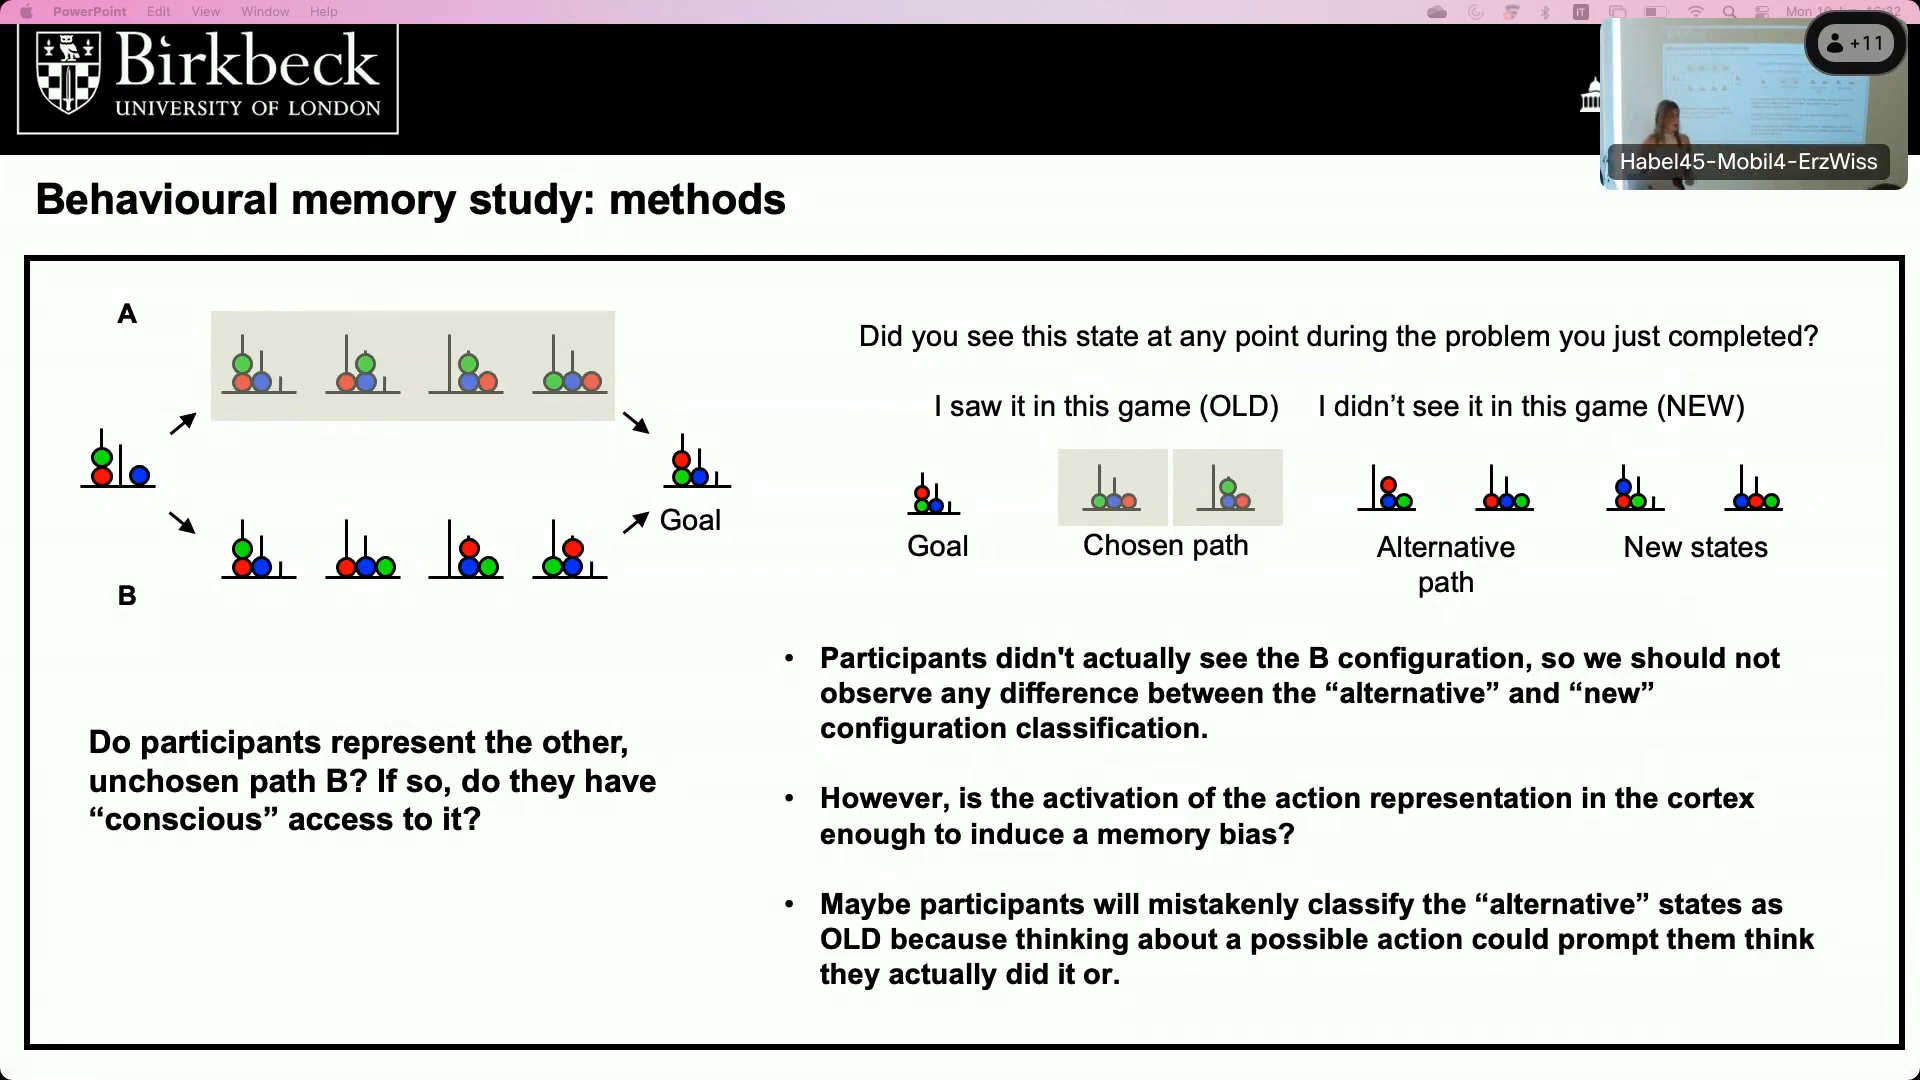 PowerPoint Edit View Window Help
IT
Mon
+11
Birkbeck
UNIVERSITY OF LONDON
Habel45-Mobil4-ErzWiss
Behavioural memory study: methods
A
Goal
B
Do participants represent the other,
unchosen path B? If so, do they have
“conscious” access to it?
Did you see this state at any point during the problem you just completed?
I saw it in this game (OLD) I didn’t see it in this game (NEW)
Goal
Chosen path
Alternative
path
New states
• Participants didn't actually see the B configuration, so we should not
observe any difference between the “alternative” and “new”
configuration classification.
• However, is the activation of the action representation in the cortex
enough to induce a memory bias?
• Maybe participants will mistakenly classify the “alternative” states as
OLD because thinking about a possible action could prompt them think
they actually did it or.